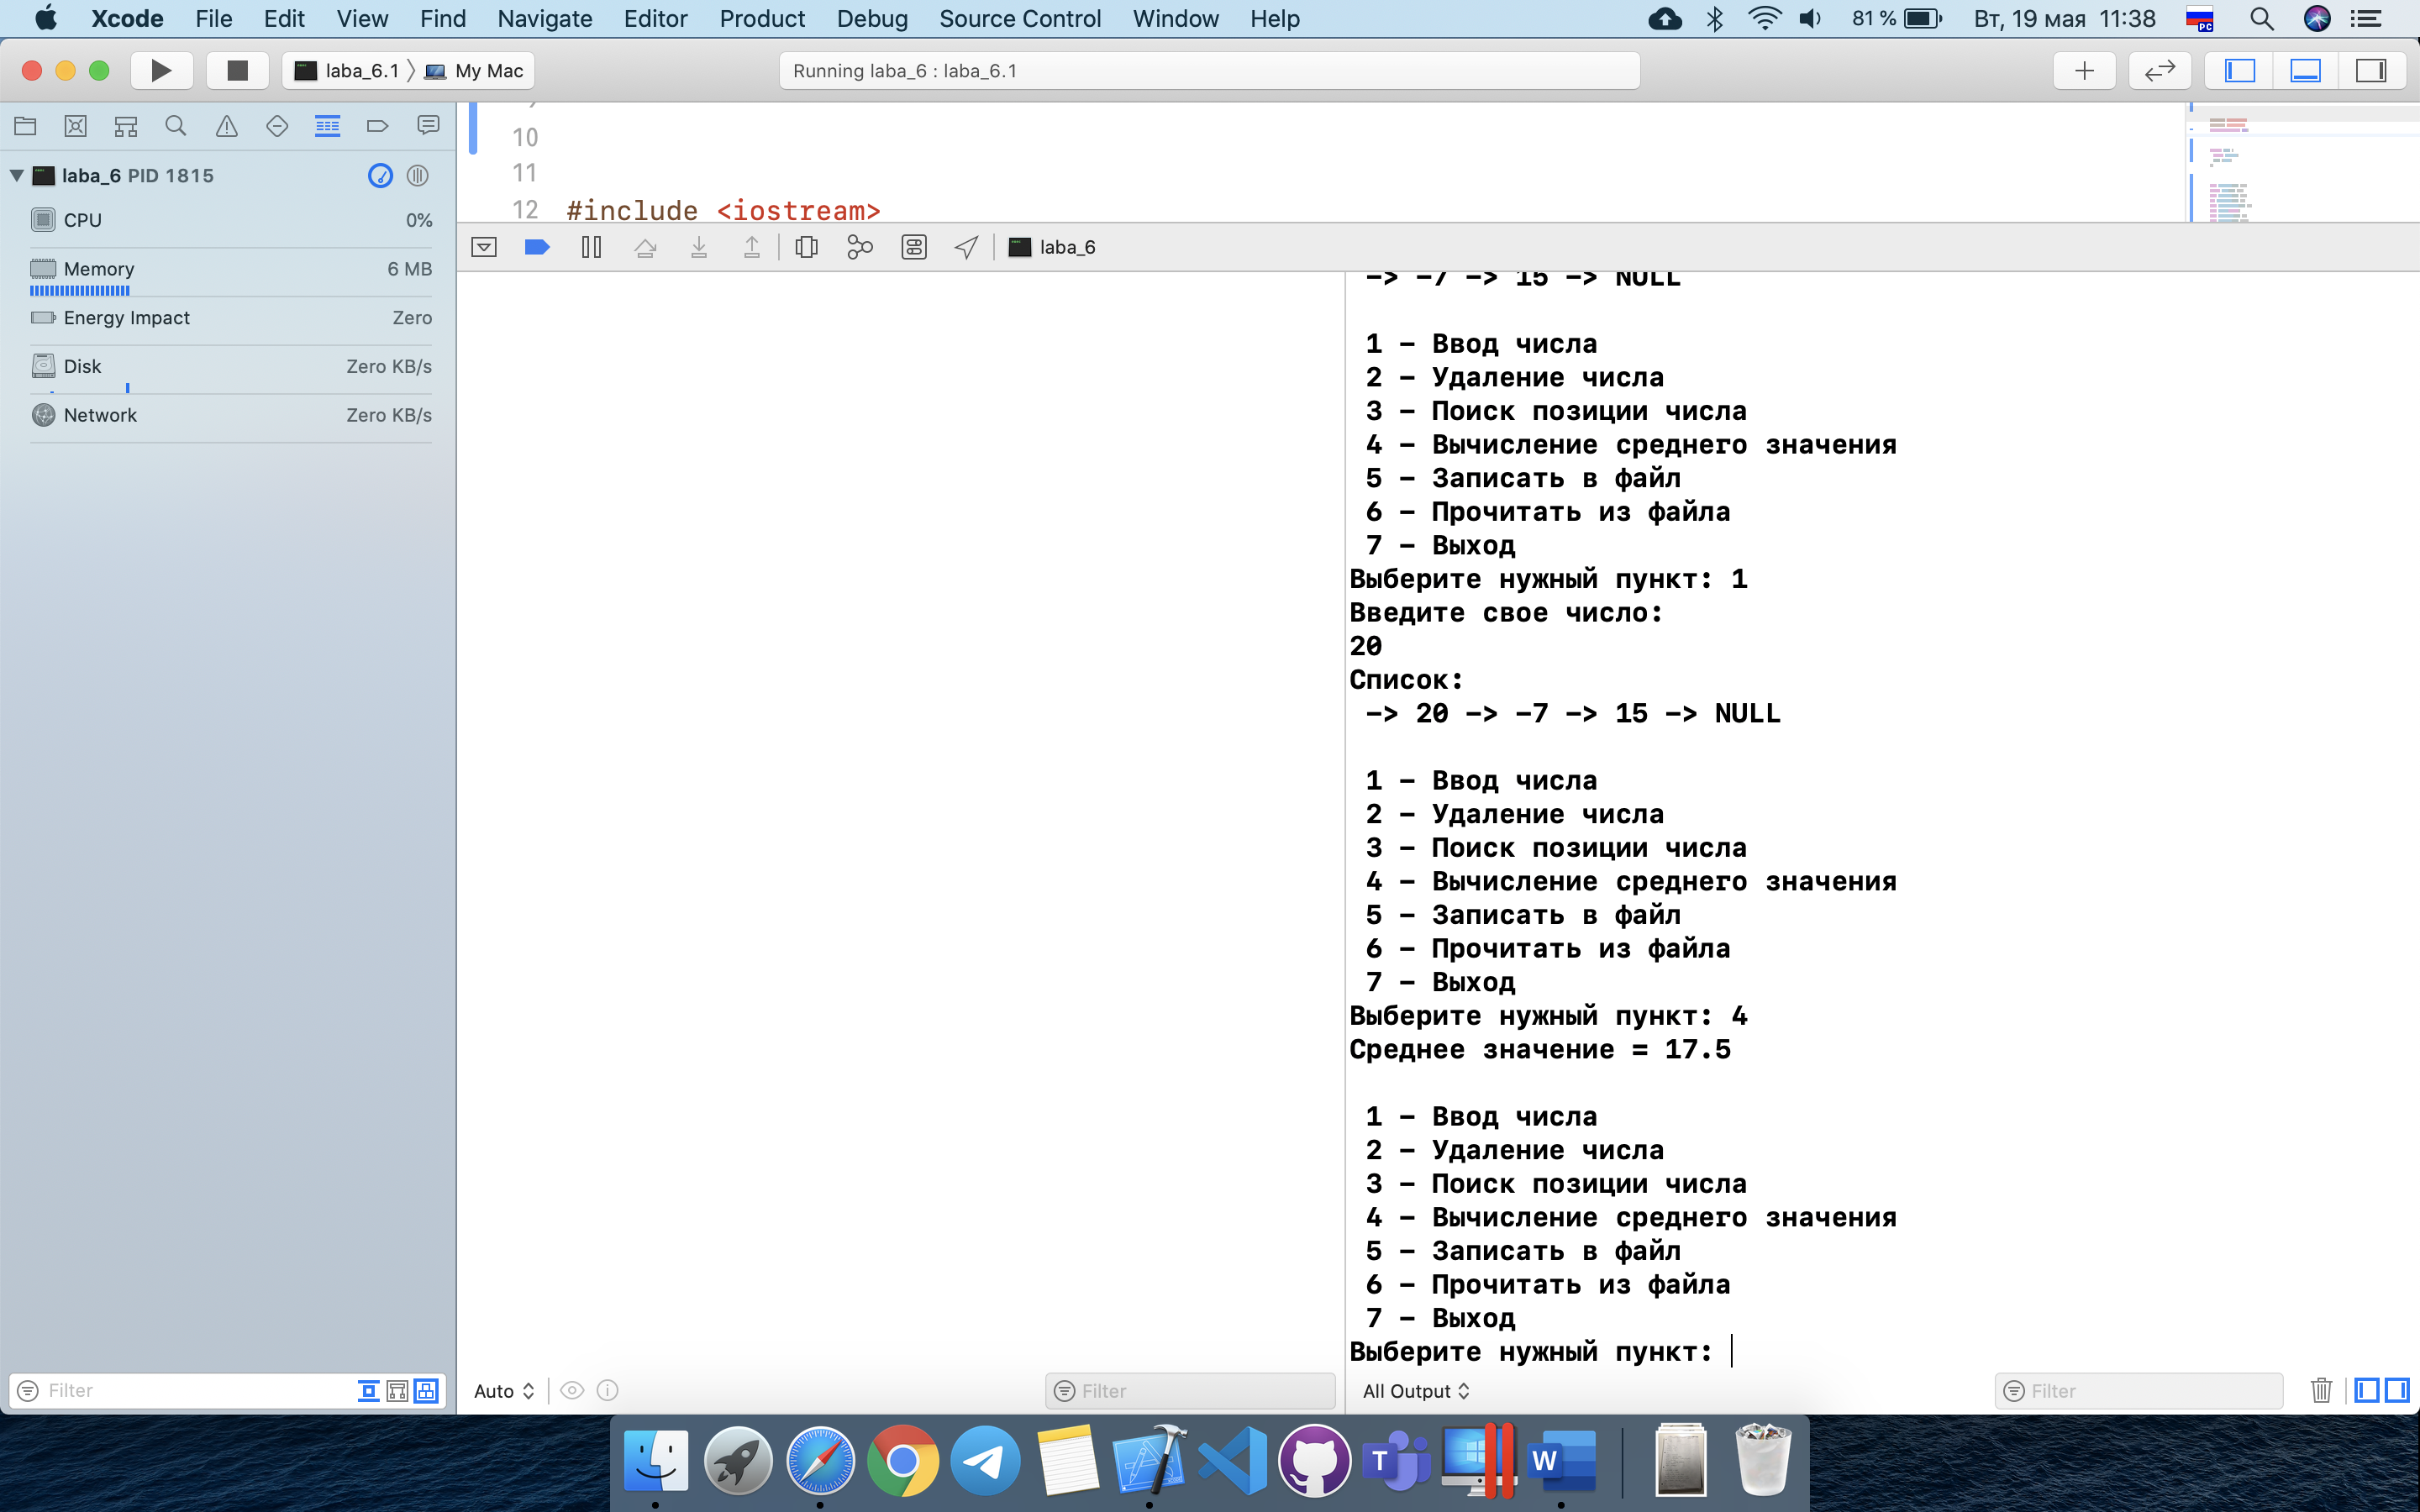 Xcode File Edit View Find Navigate Editor Product Debug Source Control Window Help 81 % Вт, 19 мая 11:38 РС
laba_6.1 My Mac Running laba_6 : laba_6.1
10
11
12 #include <iostream>
laba_6 PID 1815
CPU 0%
Memory 6 MB
Energy Impact Zero
Disk Zero KB/s
Network Zero KB/s
laba_6
-> -7 -> 15 -> NULL
1 - Ввод числа
2 - Удаление числа
3 - Поиск позиции числа
4 - Вычисление среднего значения
5 - Записать в файл
6 - Прочитать из файла
7 - Выход
Выберите нужный пункт: 1
Введите свое число:
20
Список:
-> 20 -> -7 -> 15 -> NULL
1 - Ввод числа
2 - Удаление числа
3 - Поиск позиции числа
4 - Вычисление среднего значения
5 - Записать в файл
6 - Прочитать из файла
7 - Выход
Выберите нужный пункт: 4
Среднее значение = 17.5
1 - Ввод числа
2 - Удаление числа
3 - Поиск позиции числа
4 - Вычисление среднего значения
5 - Записать в файл
6 - Прочитать из файла
7 - Выход
Выберите нужный пункт:
Filter Auto Filter All Output Filter
T W